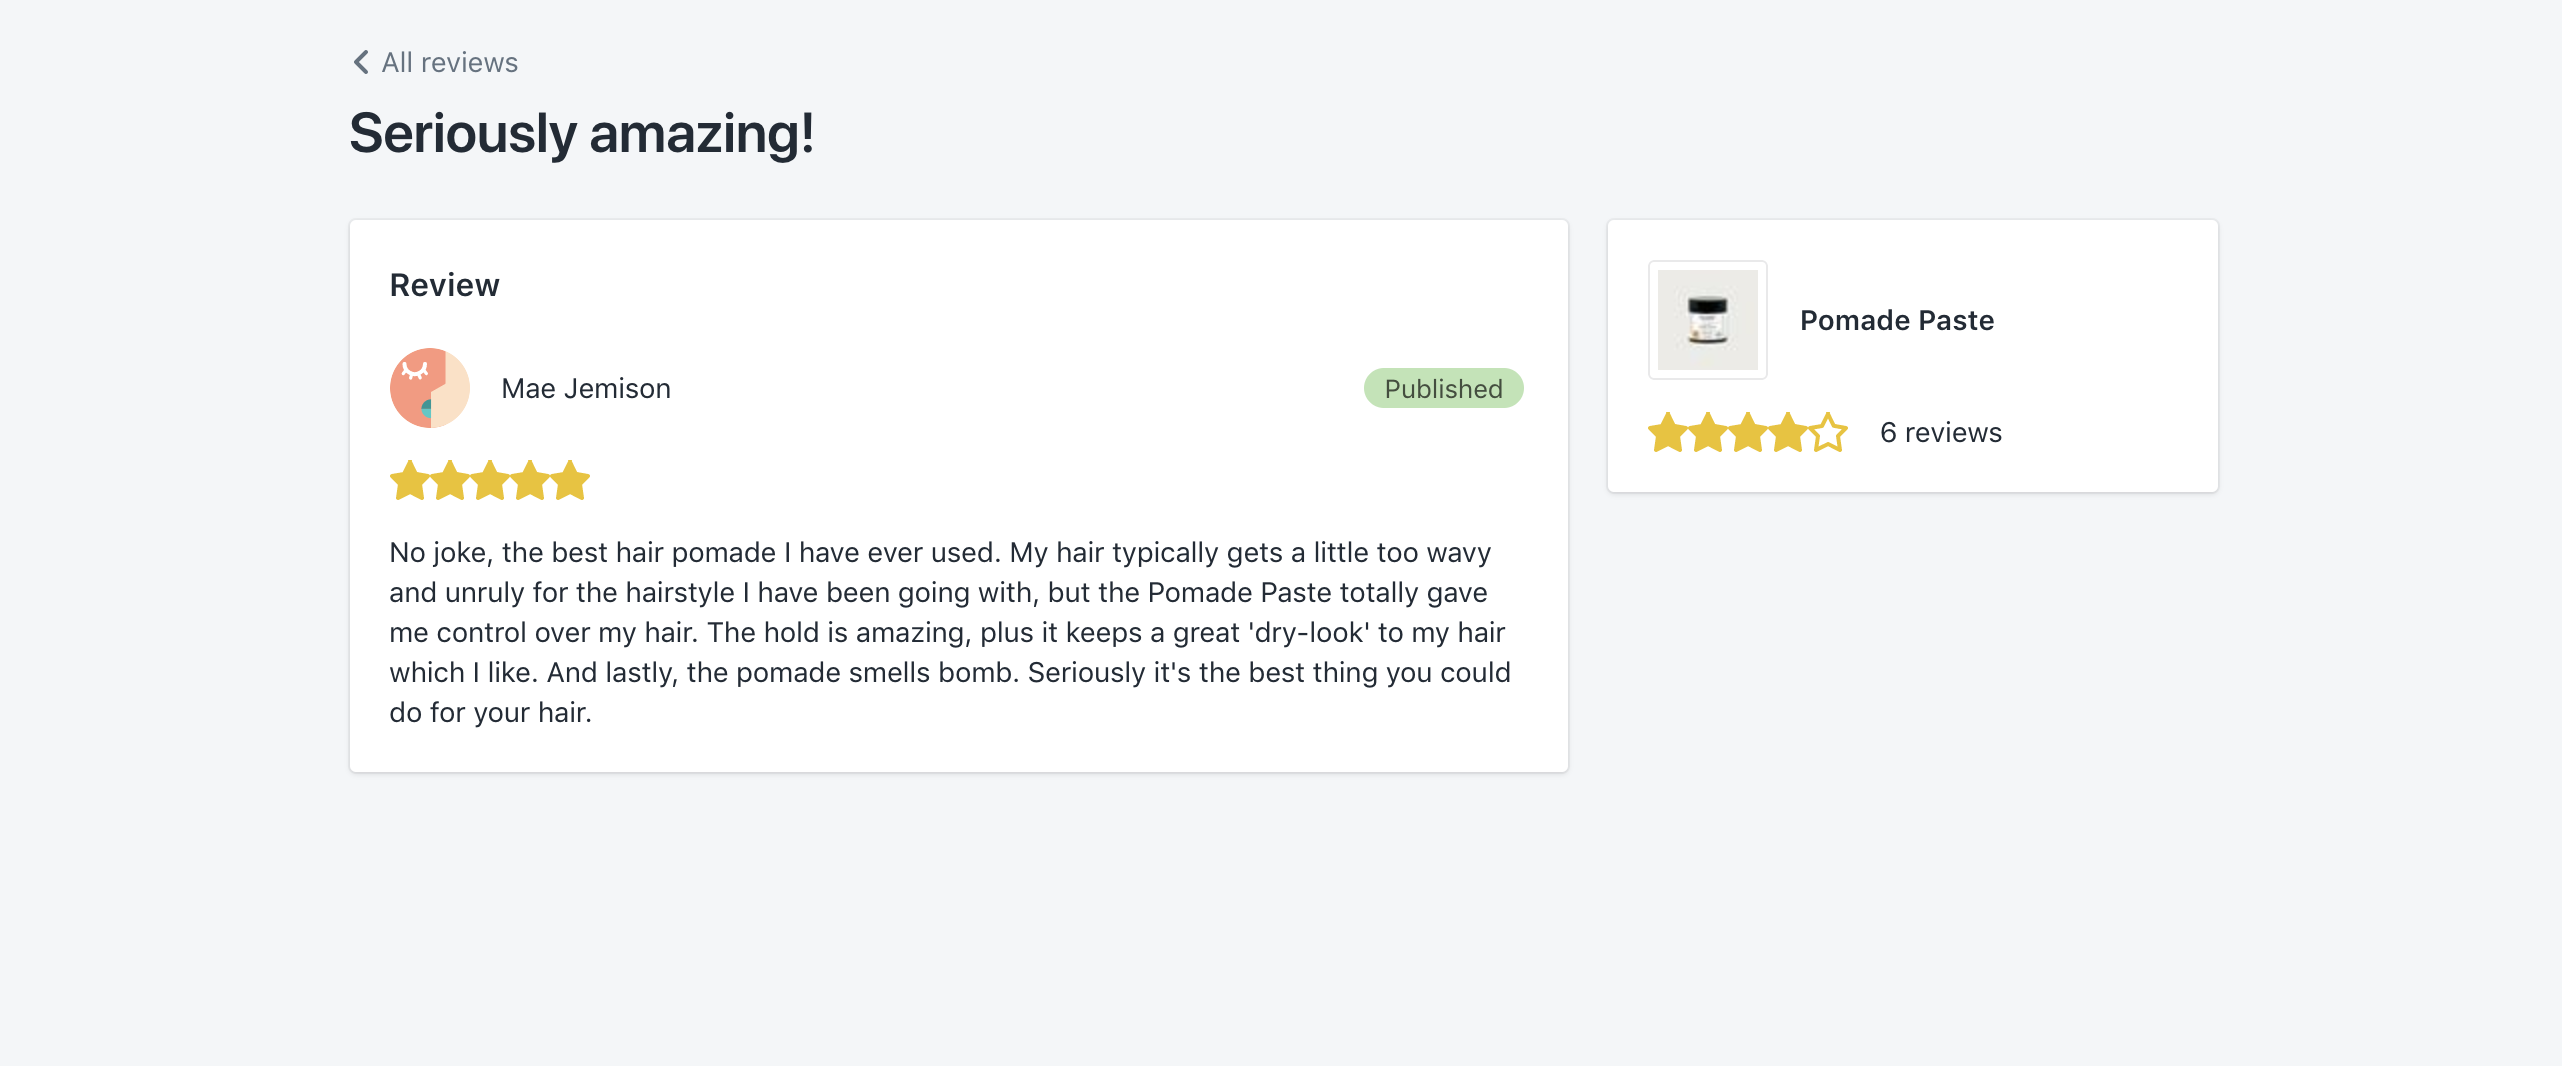 All reviews
Seriously amazing!
Review
Mae Jemison
Published
No joke, the best hair pomade I have ever used. My hair typically gets a little too wavy
and unruly for the hairstyle I have been going with, but the Pomade Paste totally gave
me control over my hair. The hold is amazing, plus it keeps a great 'dry-look' to my hair
which I like. And lastly, the pomade smells bomb. Seriously it's the best thing you could
do for your hair.
Pomade Paste
6 reviews